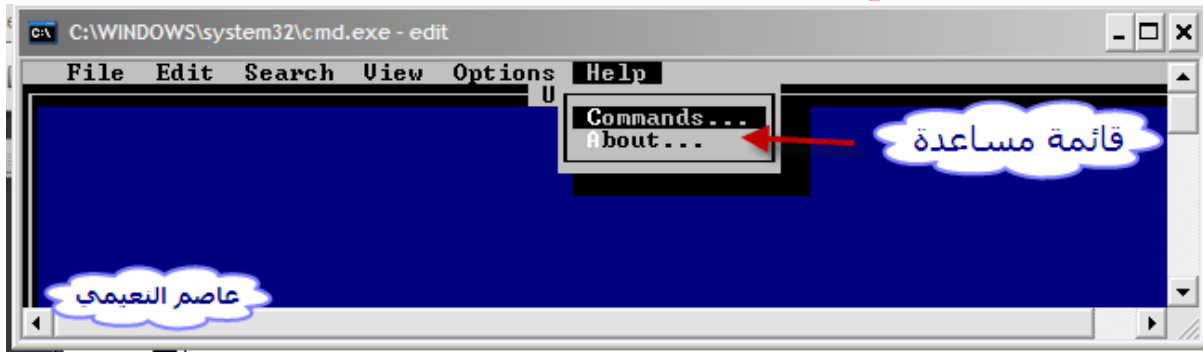 C:\WINDOWS\system32\cmd.exe - edit
File Edit Search View Options Help
U
Commands...
About...
قائمة مساعدة
عاصم النعيمي